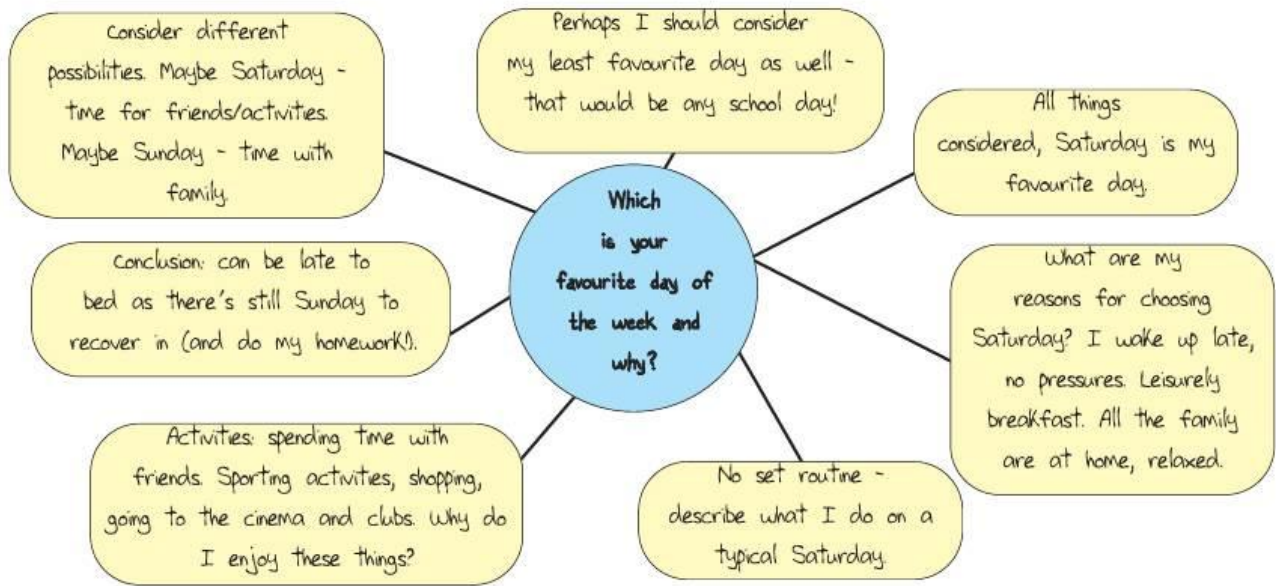 Consider different
possibilities. Maybe Saturday -
time for friends/activities.
Maybe Sunday - time with
family.
Perhaps I should consider
my least favourite day as well -
that would be any school day!
All things
considered, Saturday is my
favourite day.
Which
is your
favourite day of
the week and
why?
Conclusion: can be late to
bed as there's still Sunday to
recover in (and do my homework!).
What are my
reasons for choosing
Saturday? I wake up late,
no pressures. Leisurely
breakfast. All the family
are at home, relaxed.
Activities: spending time with
friends. Sporting activities, shopping,
going to the cinema and clubs. Why do
I enjoy these things?
No set routine -
describe what I do on a
typical Saturday.